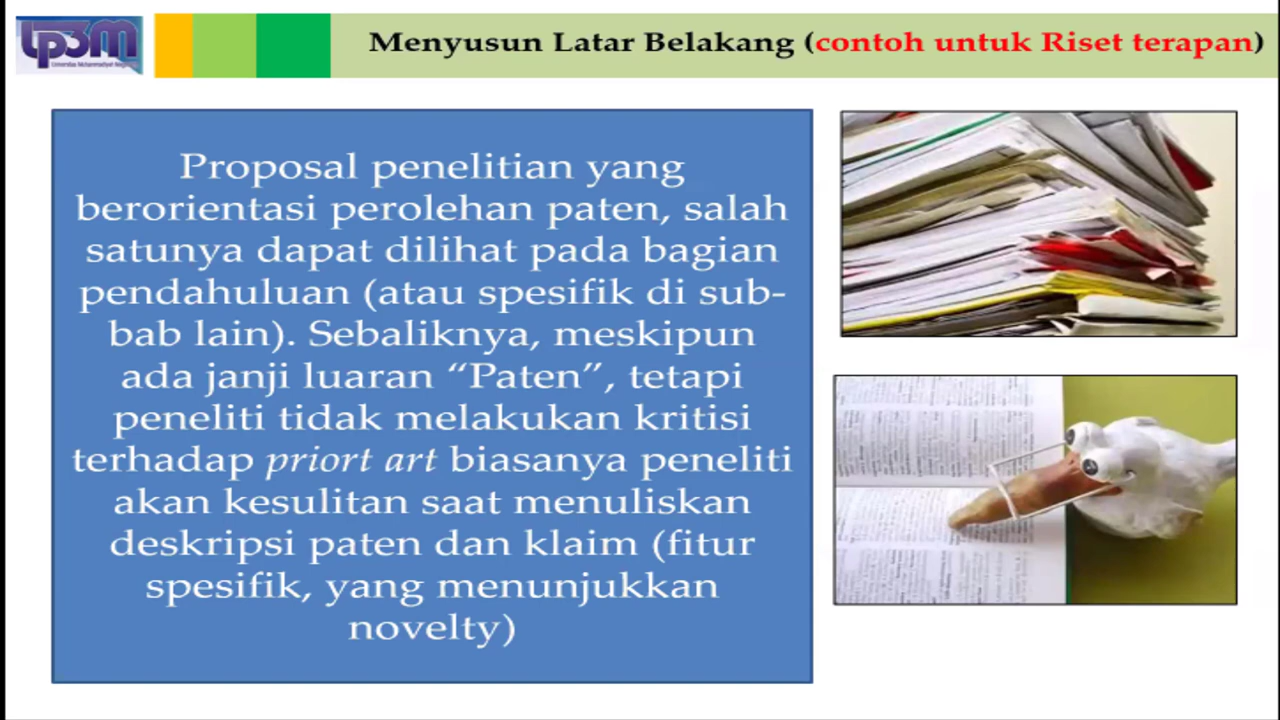 Lp3M
Universitas Muhammadiyah
Menyusun Latar Belakang (contoh untuk Riset terapan)
Proposal penelitian yang
berorientasi perolehan paten, salah
satunya dapat dilihat pada bagian
pendahuluan (atau spesifik di sub-
bab lain). Sebaliknya, meskipun
ada janji luaran “Paten”, tetapi
peneliti tidak melakukan kritisi
terhadap priort art biasanya peneliti
akan kesulitan saat menuliskan
deskripsi paten dan klaim (fitur
spesifik, yang menunjukkan
novelty)